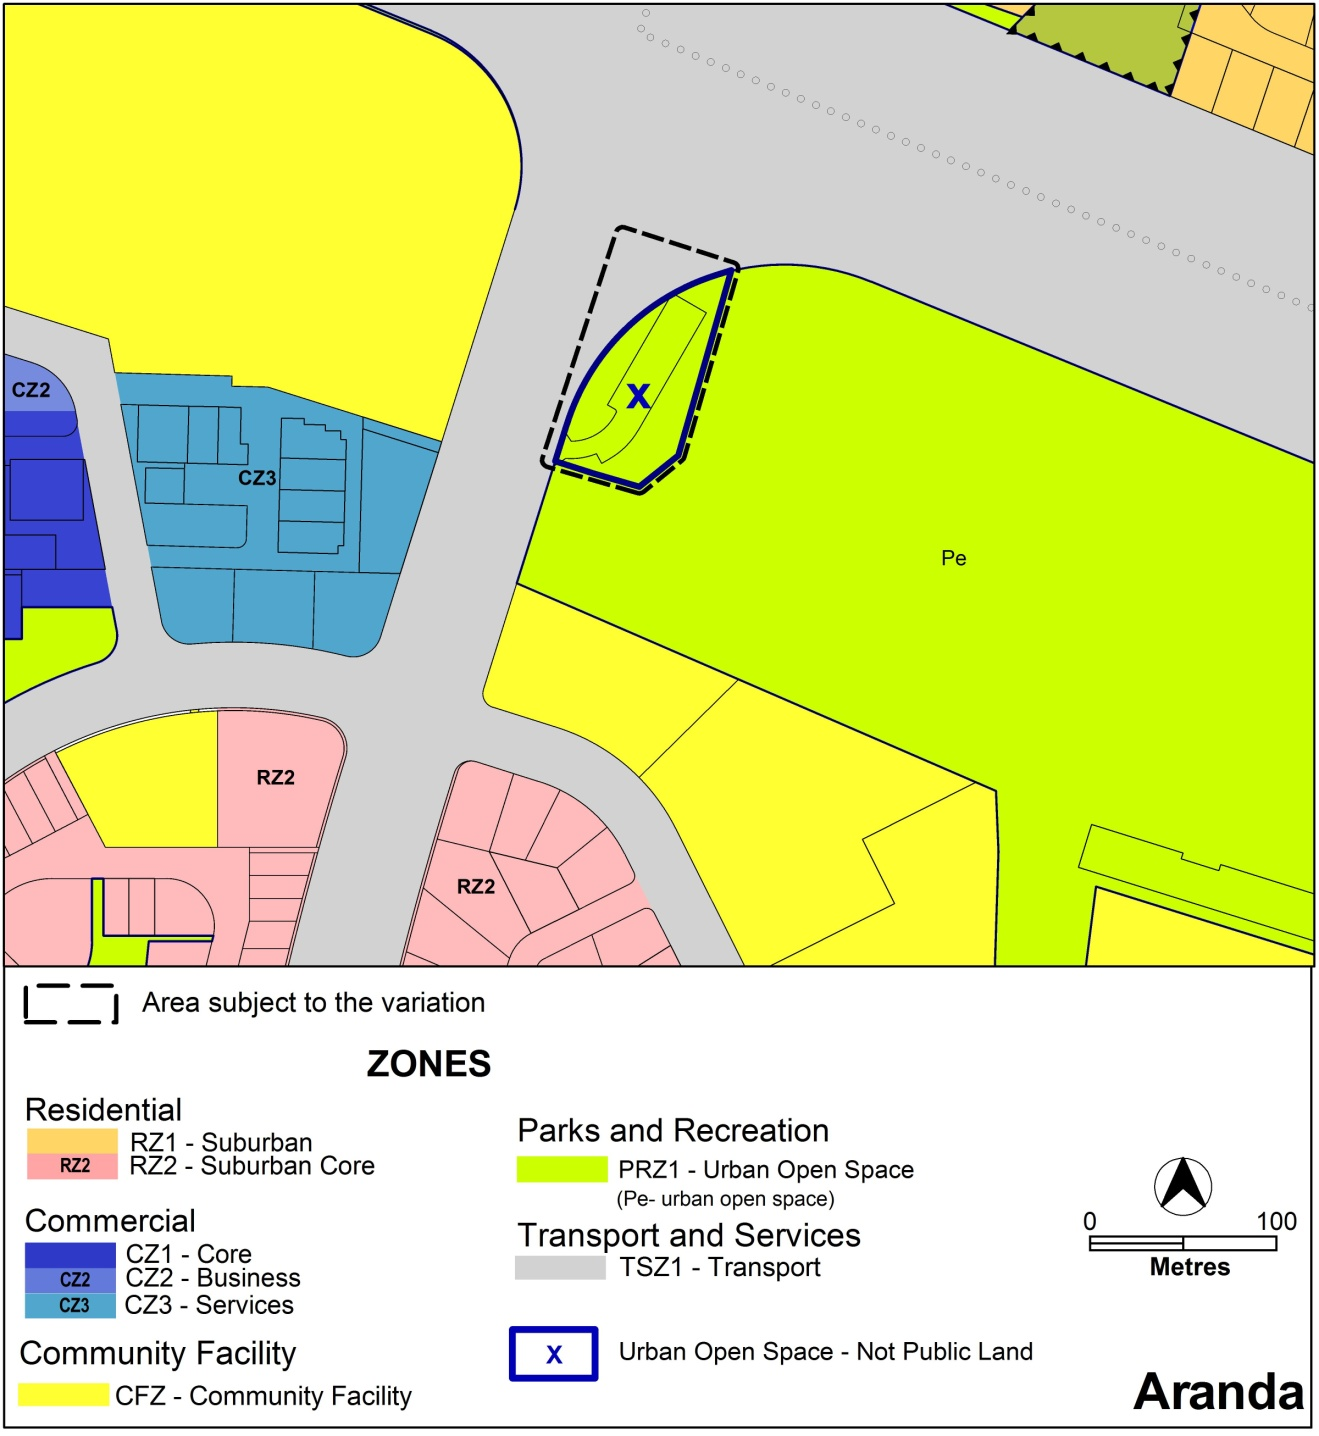 CZ2
X
CZ3
Pe
RZ2
RZ2
Area subject to the variation
ZONES
Residential
RZ1 - Suburban
RZ2 RZ2 - Suburban Core
Commercial
CZ1 - Core
CZ2 CZ2 - Business
CZ3 CZ3 - Services
Community Facility
CFZ - Community Facility
Parks and Recreation
PRZ1 - Urban Open Space
(Pe- urban open space)
Transport and Services
TSZ1 - Transport
X Urban Open Space - Not Public Land
0 100
Metres
Aranda